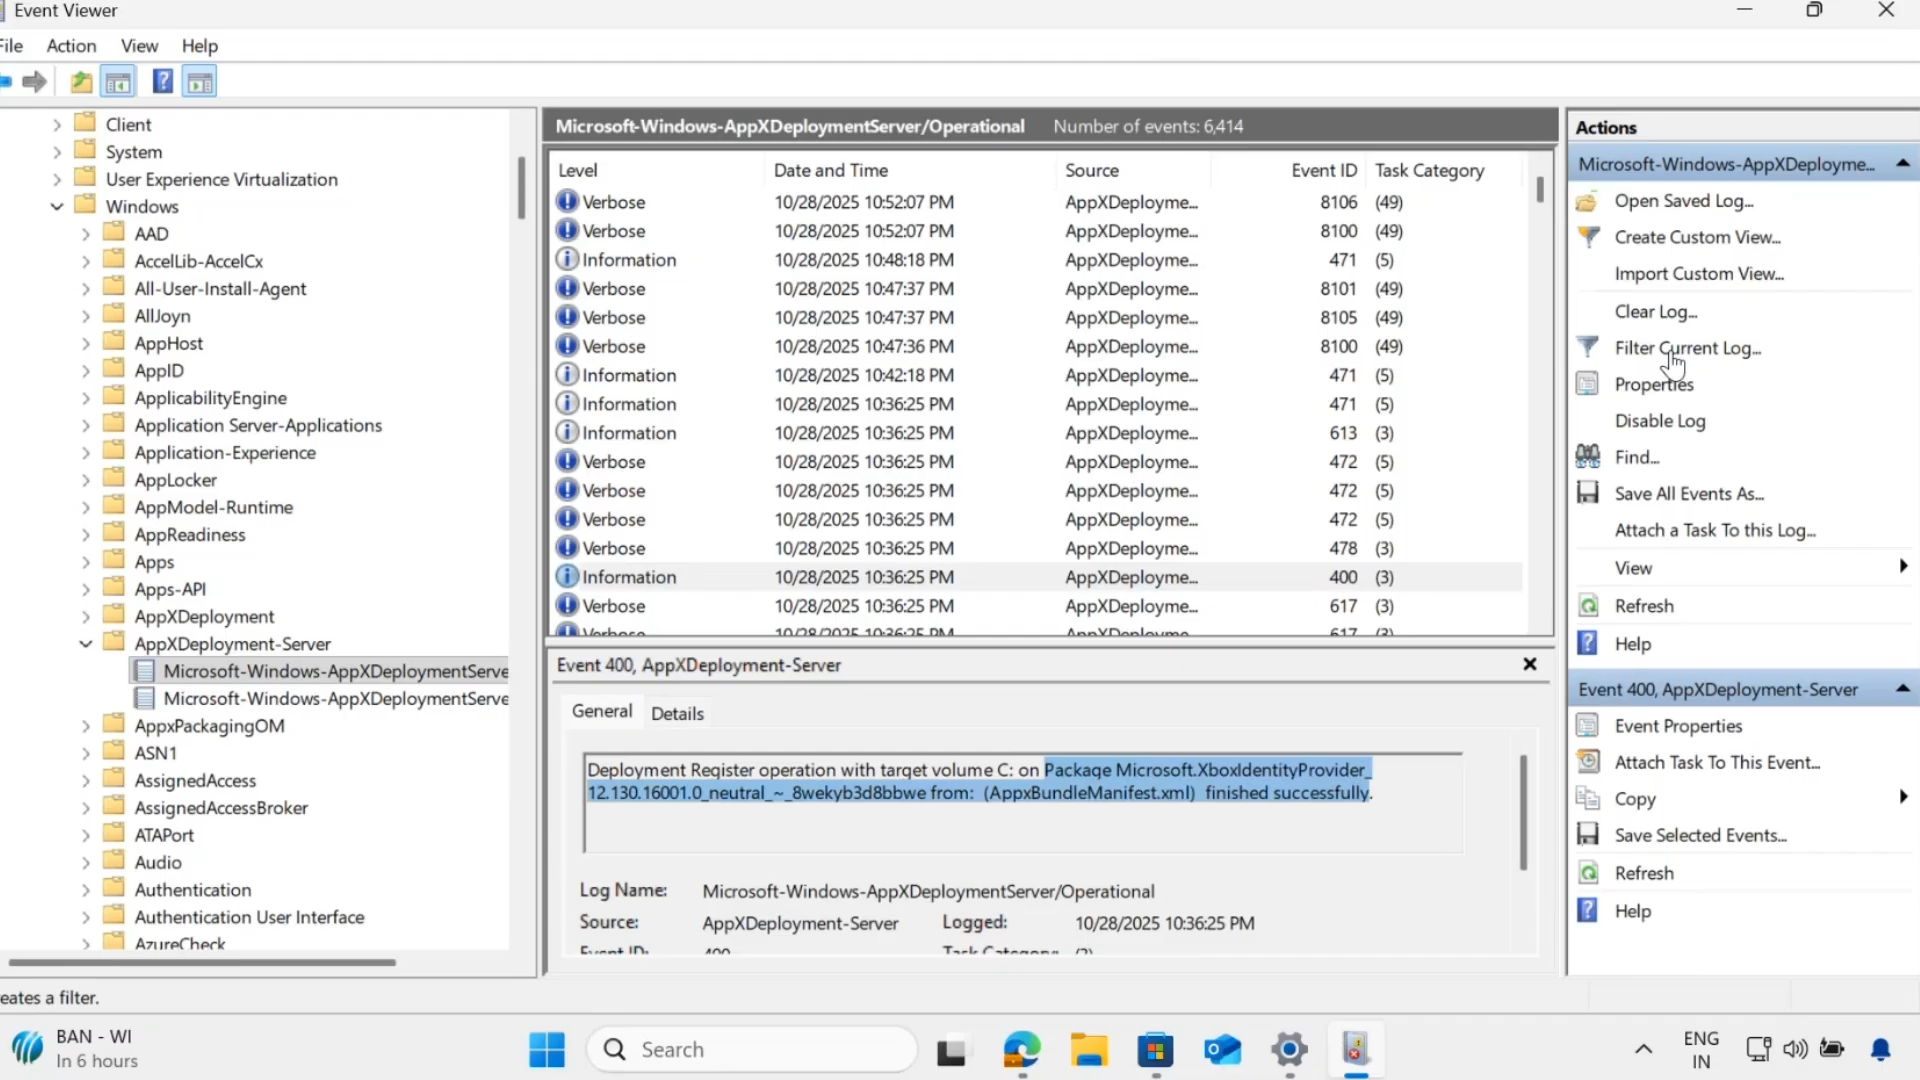 Event Viewer
File Action View Help
Client
System
User Experience Virtualization
Windows
AAD
AccelLib-AccelCx
All-User-Install-Agent
AllJoyn
AppHost
AppID
ApplicabilityEngine
Application Server-Applications
Application-Experience
AppLocker
AppModel-Runtime
AppReadiness
Apps
Apps-API
AppXDeployment
AppXDeployment-Server
Microsoft-Windows-AppXDeploymentServe
Microsoft-Windows-AppXDeploymentServe
AppxPackagingOM
ASN1
AssignedAccess
AssignedAccessBroker
ATAPort
Audio
Authentication
Authentication User Interface
AzureCheck
Microsoft-Windows-AppXDeploymentServer/Operational Number of events: 6,414
Level Date and Time Source Event ID Task Category
Verbose 10/28/2025 10:52:07 PM AppXDeployme... 8106 (49)
Verbose 10/28/2025 10:52:07 PM AppXDeployme... 8100 (49)
Information 10/28/2025 10:48:18 PM AppXDeployme... 471 (5)
Verbose 10/28/2025 10:47:37 PM AppXDeployme... 8101 (49)
Verbose 10/28/2025 10:47:37 PM AppXDeployme... 8105 (49)
Verbose 10/28/2025 10:47:36 PM AppXDeployme... 8100 (49)
Information 10/28/2025 10:42:18 PM AppXDeployme... 471 (5)
Information 10/28/2025 10:36:25 PM AppXDeployme... 471 (5)
Information 10/28/2025 10:36:25 PM AppXDeployme... 613 (3)
Verbose 10/28/2025 10:36:25 PM AppXDeployme... 472 (5)
Verbose 10/28/2025 10:36:25 PM AppXDeployme... 472 (5)
Verbose 10/28/2025 10:36:25 PM AppXDeployme... 472 (5)
Verbose 10/28/2025 10:36:25 PM AppXDeployme... 478 (3)
Information 10/28/2025 10:36:25 PM AppXDeployme... 400 (3)
Verbose 10/28/2025 10:36:25 PM AppXDeployme... 617 (3)
Verbose 10/28/2025 10:36:25 PM AppXDeployme... 617 (3)
Event 400, AppXDeployment-Server
General Details
Deployment Register operation with target volume C: on Package Microsoft.XboxIdentityProvider_
12.130.16001.0_neutral_~_8wekyb3d8bbwe from: (AppxBundleManifest.xml) finished successfully.
Log Name: Microsoft-Windows-AppXDeploymentServer/Operational
Source: AppXDeployment-Server Logged: 10/28/2025 10:36:25 PM
Event ID: 400 Task Category: (3)
Actions
Microsoft-Windows-AppXDeployme...
Open Saved Log...
Create Custom View...
Import Custom View...
Clear Log...
Filter Current Log...
Properties
Disable Log
Find...
Save All Events As...
Attach a Task To this Log...
View
Refresh
Help
Event 400, AppXDeployment-Server
Event Properties
Attach Task To This Event...
Copy
Save Selected Events...
Refresh
Help
eates a filter.
BAN - WI
In 6 hours
Search
ENG
IN